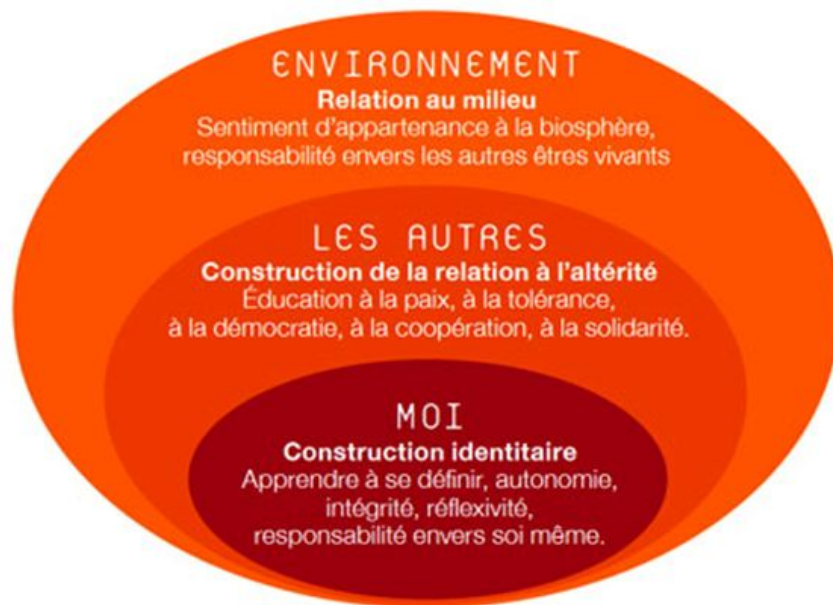 ENVIRONNEMENT
Relation au milieu
Sentiment d'appartenance à la biosphère,
responsabilité envers les autres êtres vivants
LES AUTRES
Construction de la relation à l'altérité
Éducation à la paix, à la tolérance,
à la démocratie, à la coopération, à la solidarité.
MOI
Construction identitaire
Apprendre à se définir, autonomie,
intégrité, réflexivité,
responsabilité envers soi même.